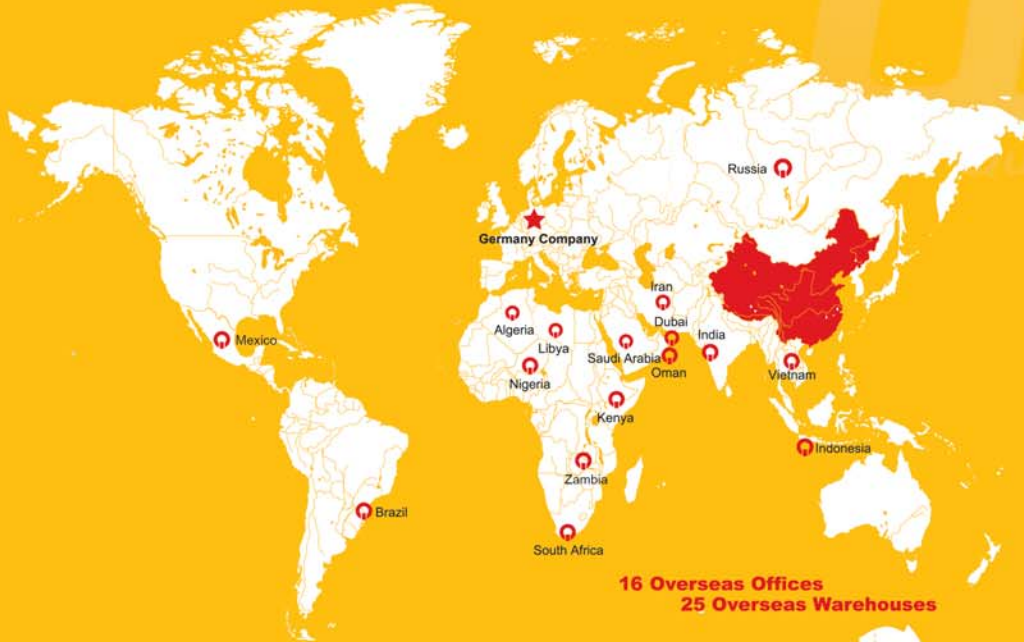 Russia
Germany Company
Iran
Algeria
Dubai
Libya
India
Mexico
Saudi Arabia
Oman
Nigeria
Vietnam
Kenya
Indonesia
Zambia
Brazil
South Africa
16 Overseas Offices
25 Overseas Warehouses